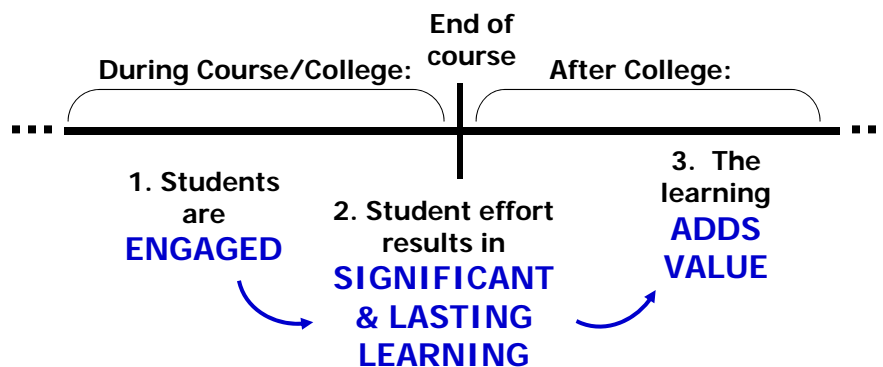 End of
course
During Course/College:
After College:
1. Students
are
ENGAGED
2. Student effort
results in
SIGNIFICANT
& LASTING
LEARNING
3. The
learning
ADDS
VALUE